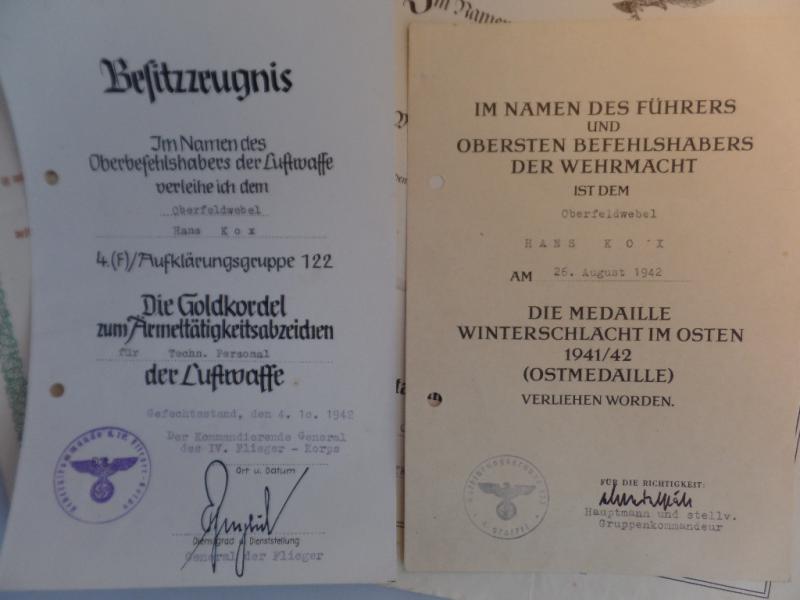 Besitzzeugnis
Im Namen des
Oberbefehlshabers der Luftwaffe
verleihe ich dem
Oberfeldwebel
Hans Kox
4.(F)/Aufklärungsgruppe 122
Die Goldkordel
zum Ärmeltätigkeitsabzeichen
für Techn. Personal
der Luftwaffe
Gefechtsstand, den 4. 10. 1942
Der Kommandierende General
des IV. Flieger - Korps
Ort u. Datum
Dienstgrad u. Dienststellung
General der Flieger
Im Namen
IM NAMEN DES FÜHRERS
UND
OBERSTEN BEFEHLSHABERS
DER WEHRMACHT
IST DEM
Oberfeldwebel
HANS KOX
AM 26. August 1942
DIE MEDAILLE
WINTERSCHLACHT IM OSTEN
1941/42
(OSTMEDAILLE)
VERLIEHEN WORDEN.
FÜR DIE RICHTIGKEIT:
Hauptmann und stellv.
Gruppenkommandeur